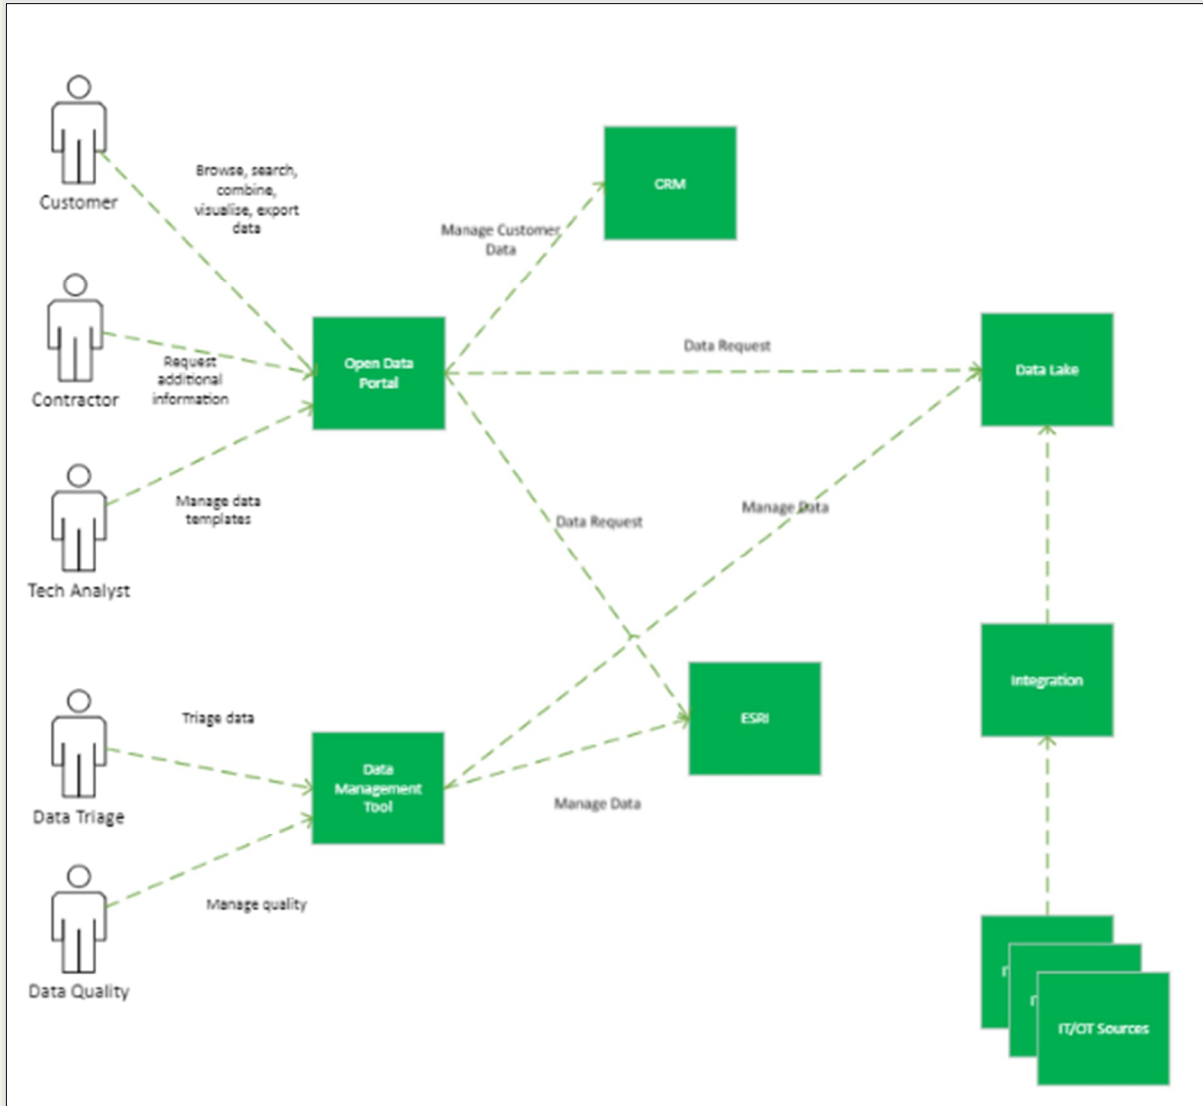 Customer
Browse, search,
combine,
visualise, export
data
CRM
Manage Customer
Data
Contractor
Request
additional
information
Open Data
Portal
Data Request
Data Lake
Tech Analyst
Manage data
templates
Data Request
Manage Data
Integration
Data Triage
Triage data
Data
Management
Tool
ESRI
Manage Data
Data Quality
Manage quality
IT/OT Sources